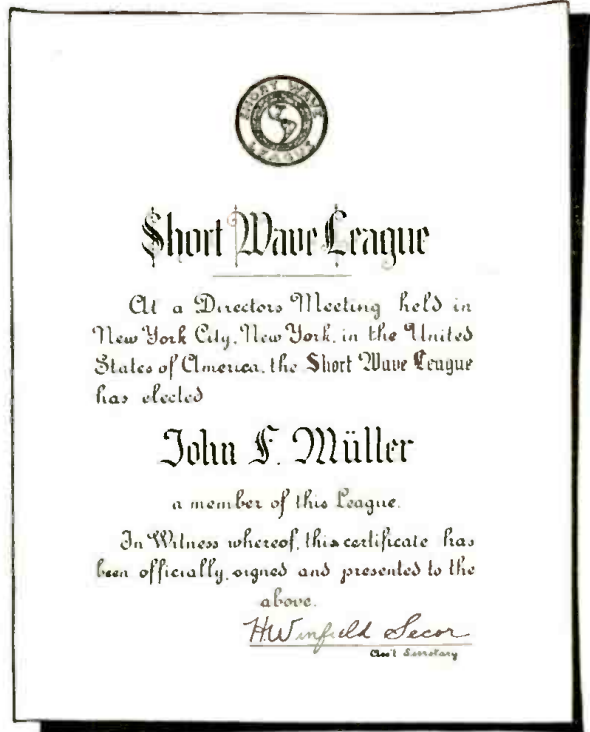 SHORT WAVE
LEAGUE
Short Wave League
At a Directors Meeting held in
New York City, New York, in the United
States of America, the Short Wave League
has elected
John F. Müller
a member of this League.
In Witness whereof, this certificate has
been officially signed and presented to the
above.
HWinfield Secor
Ass't Secretary